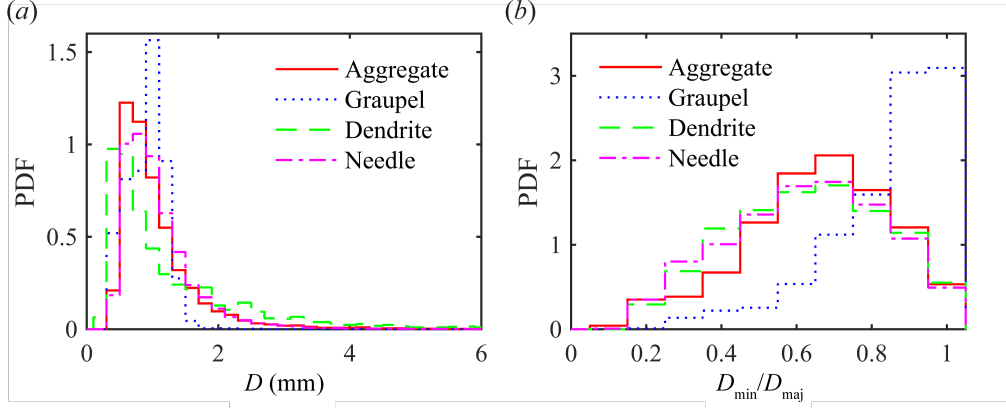 (a)
1.5
1
0.5
0
PDF
0
2
4
6
D (mm)
Aggregate
Graupel
Dendrite
Needle
(b)
3
2
1
0
PDF
0
0.2
0.4
0.6
0.8
1
Dmin/Dmaj
Aggregate
Graupel
Dendrite
Needle